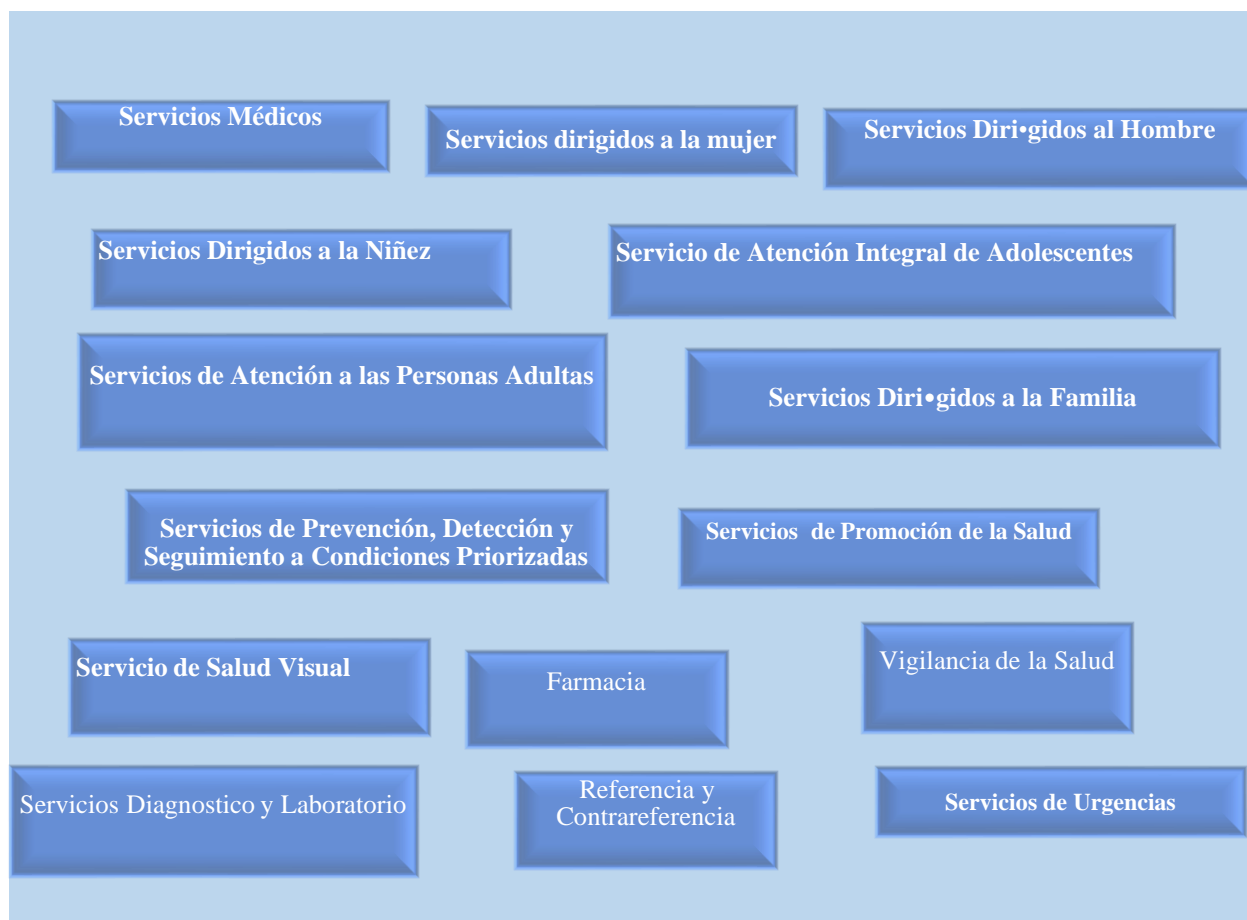 Servicios Médicos
Servicios dirigidos a la mujer
Servicios Diri•gidos al Hombre
Servicios Dirigidos a la Niñez
Servicio de Atención Integral de Adolescentes
Servicios de Atención a las Personas Adultas
Servicios Diri•gidos a la Familia
Servicios de Prevención, Detección y
Seguimiento a Condiciones Priorizadas
Servicios de Promoción de la Salud
Servicio de Salud Visual
Farmacia
Vigilancia de la Salud
Servicios Diagnostico y Laboratorio
Referencia y
Contrareferencia
Servicios de Urgencias